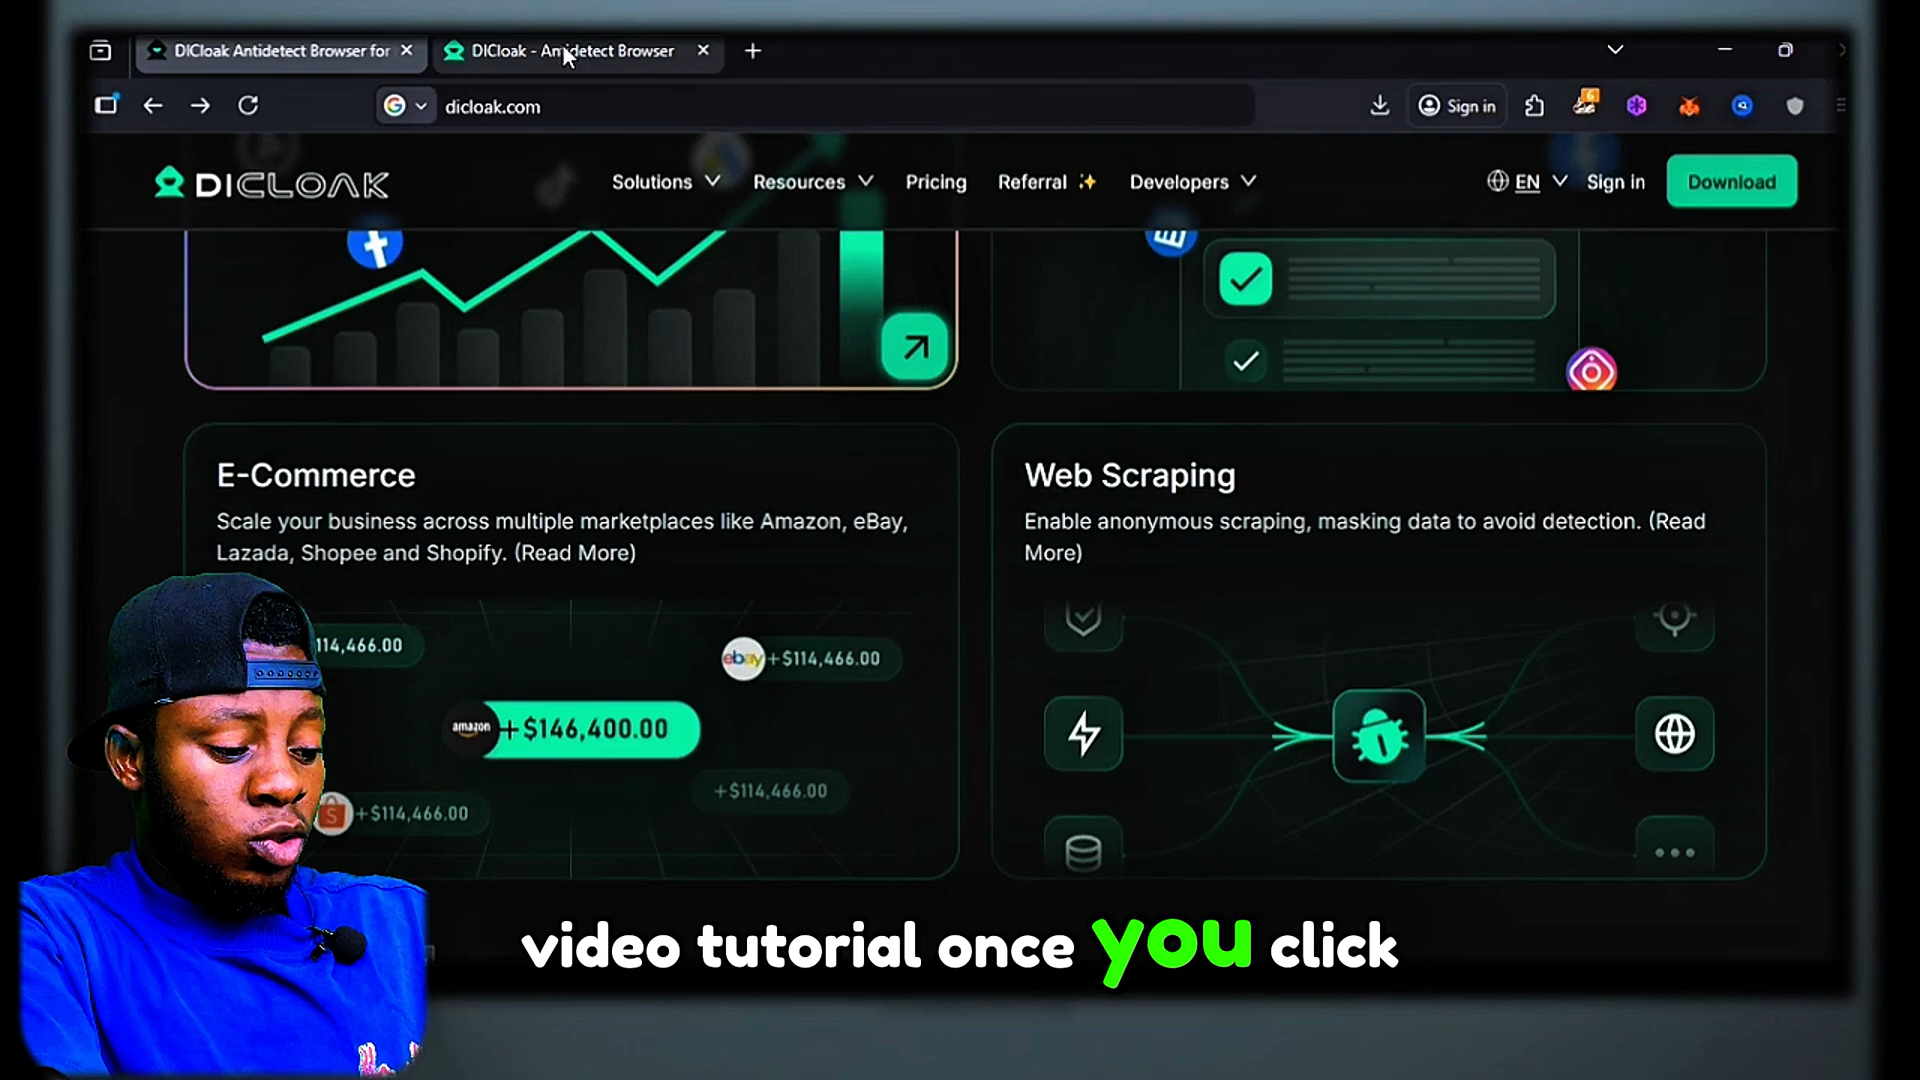 DICloak Antidetect Browser for
DICloak - Antidetect Browser
dicloak.com
Sign in
6
DICLOAK
Solutions
Resources
Pricing
Referral
Developers
EN
Sign in
Download
E-Commerce
Scale your business across multiple marketplaces like Amazon, eBay,
Lazada, Shopee and Shopify. (Read More)
114,466.00
ebay +$114,466.00
amazon +$146,400.00
+$114,466.00
+$114,466.00
Web Scraping
Enable anonymous scraping, masking data to avoid detection. (Read
More)
video tutorial once you click